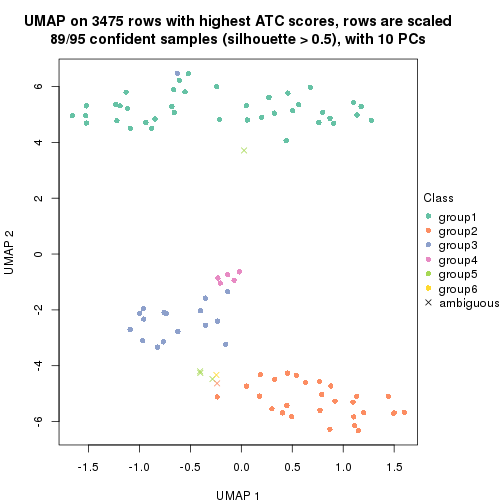 UMAP on 3475 rows with highest ATC scores, rows are scaled
89/95 confident samples (silhouette > 0.5), with 10 PCs
6
4
2
0
-2
-4
-6
UMAP 2
-1.5
-1.0
-0.5
0.0
0.5
1.0
1.5
UMAP 1
Class
group1
group2
group3
group4
group5
group6
ambiguous